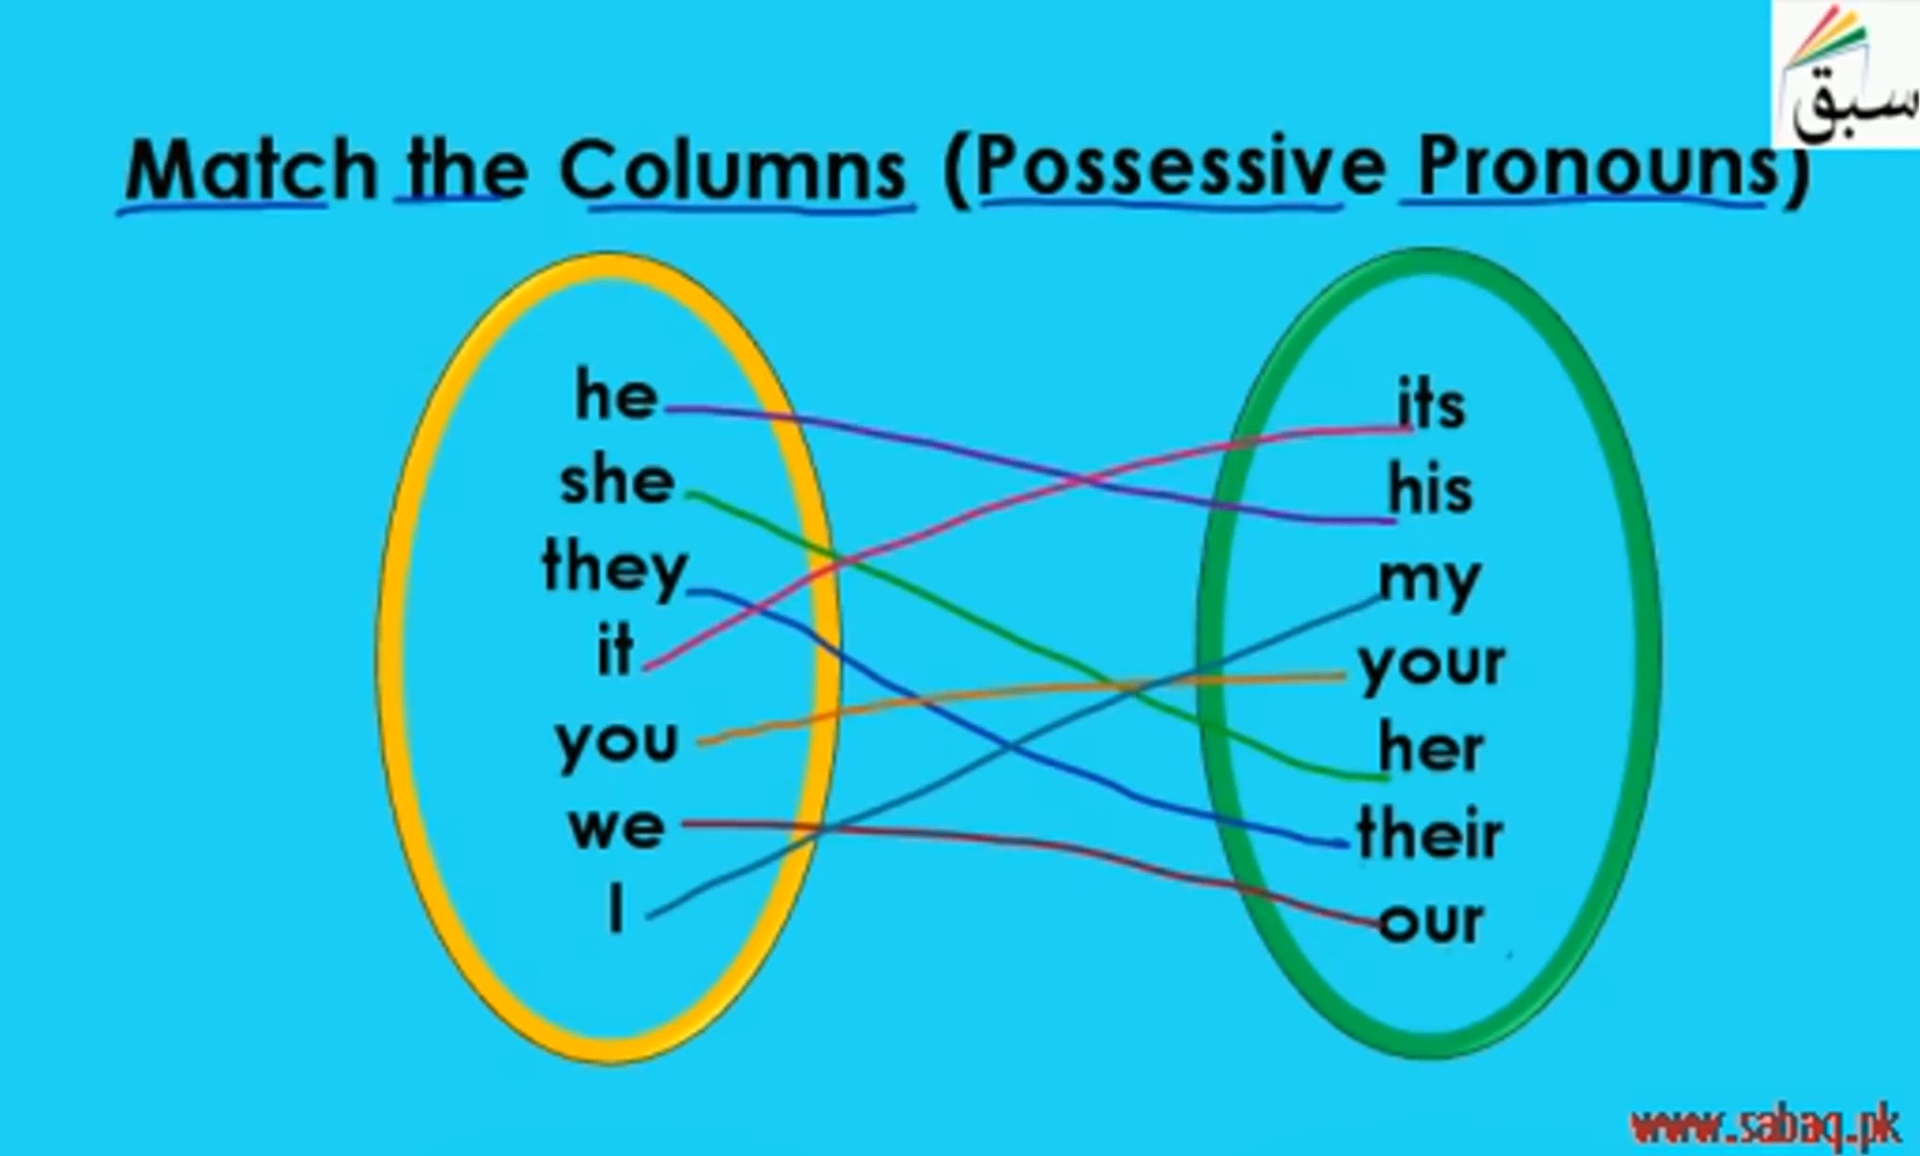 سبق
Match the Columns (Possessive Pronouns)
he
she
they
it
you
we
I
its
his
my
your
her
their
our
www.sabaq.pk